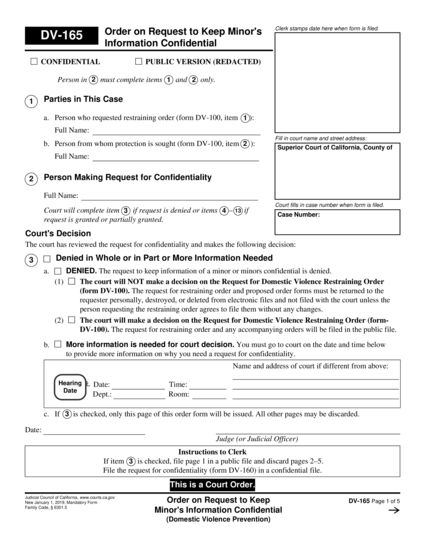 DV-165
Order on Request to Keep Minor's
Information Confidential
Clerk stamps date here when form is filed.
☐ CONFIDENTIAL ☐ PUBLIC VERSION (REDACTED)
Person in 2 must complete items 1 and 2 only.
1 Parties in This Case
a. Person who requested restraining order (form DV-100, item 1):
Full Name:
b. Person from whom protection is sought (form DV-100, item 2):
Full Name:
Fill in court name and street address:
Superior Court of California, County of
2 Person Making Request for Confidentiality
Full Name:
Court will complete item 3 if request is denied or items 4–13 if
request is granted or partially granted.
Court fills in case number when form is filed.
Case Number:
Court's Decision
The court has reviewed the request for confidentiality and makes the following decision:
3 ☐ Denied in Whole or in Part or More Information Needed
a. ☐ DENIED. The request to keep information of a minor or minors confidential is denied.
(1) ☐ The court will NOT make a decision on the Request for Domestic Violence Restraining Order
(form DV-100). The request for restraining order and proposed order forms must be returned to the
requester personally, destroyed, or deleted from electronic files and not filed with the court unless the
person requesting the restraining order agrees to file them without any changes.
(2) ☐ The court will make a decision on the Request for Domestic Violence Restraining Order (form-
DV-100). The request for restraining order and any accompanying orders will be filed in the public file.
b. ☐ More information is needed for court decision. You must go to court on the date and time below
to provide more information on why you need a request for confidentiality.
Name and address of court if different from above:
Hearing
Date
Date: Time:
Dept.: Room:
c. If 3 is checked, only this page of this order form will be issued. All other pages may be discarded.
Date:
Judge (or Judicial Officer)
Instructions to Clerk
If item 3 is checked, file page 1 in a public file and discard pages 2–5.
File the request for confidentiality (form DV-160) in a confidential file.
This is a Court Order.
Judicial Council of California, www.courts.ca.gov
New January 1, 2019, Mandatory Form
Family Code, § 6301.5
Order on Request to Keep
Minor's Information Confidential
(Domestic Violence Prevention)
DV-165 Page 1 of 5
→